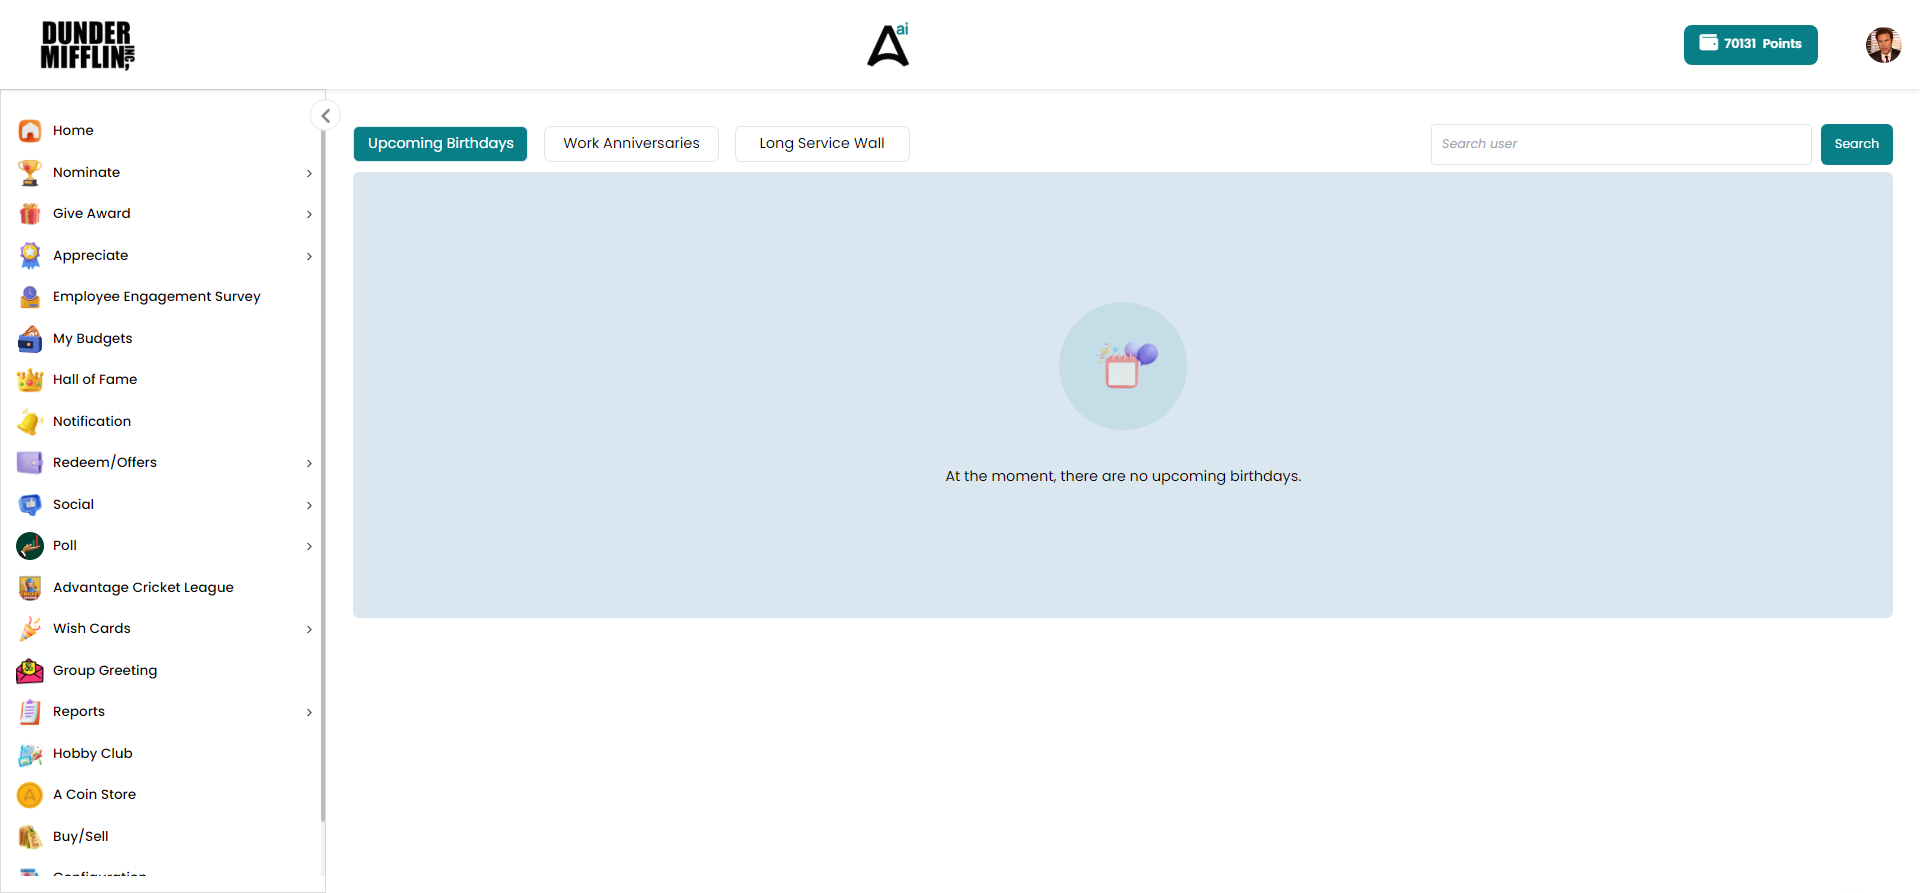 DUNDER
MIFFLIN INC,
A ai
70131 Points
Home
Nominate
Give Award
Appreciate
Employee Engagement Survey
My Budgets
Hall of Fame
Notification
Redeem/Offers
Social
Poll
Advantage Cricket League
Wish Cards
Group Greeting
Reports
Hobby Club
A Coin Store
Buy/Sell
Configuration
Upcoming Birthdays
Work Anniversaries
Long Service Wall
Search user
Search
At the moment, there are no upcoming birthdays.